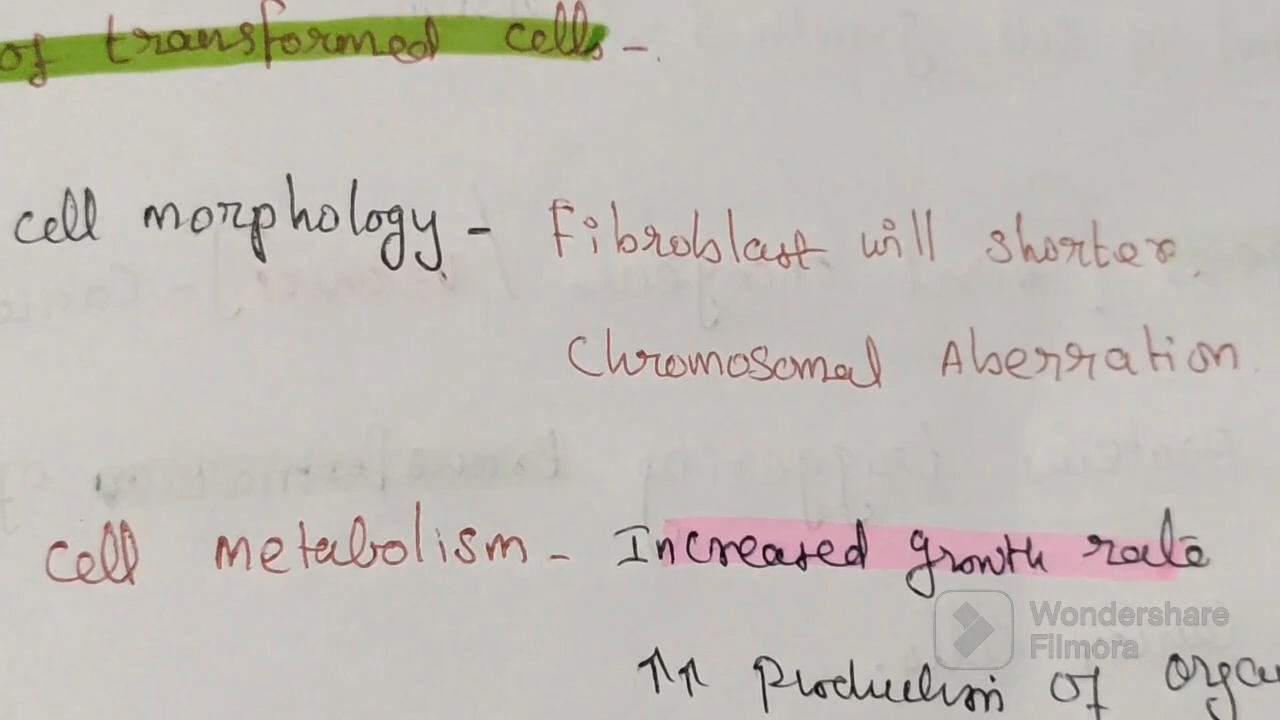 of transformed cells -
cell morphology - Fibroblast will shorter.
Chromosomal Aberration
cell metabolism - Increased growth rate
Wondershare
Filmora
↑↑ Production of orga